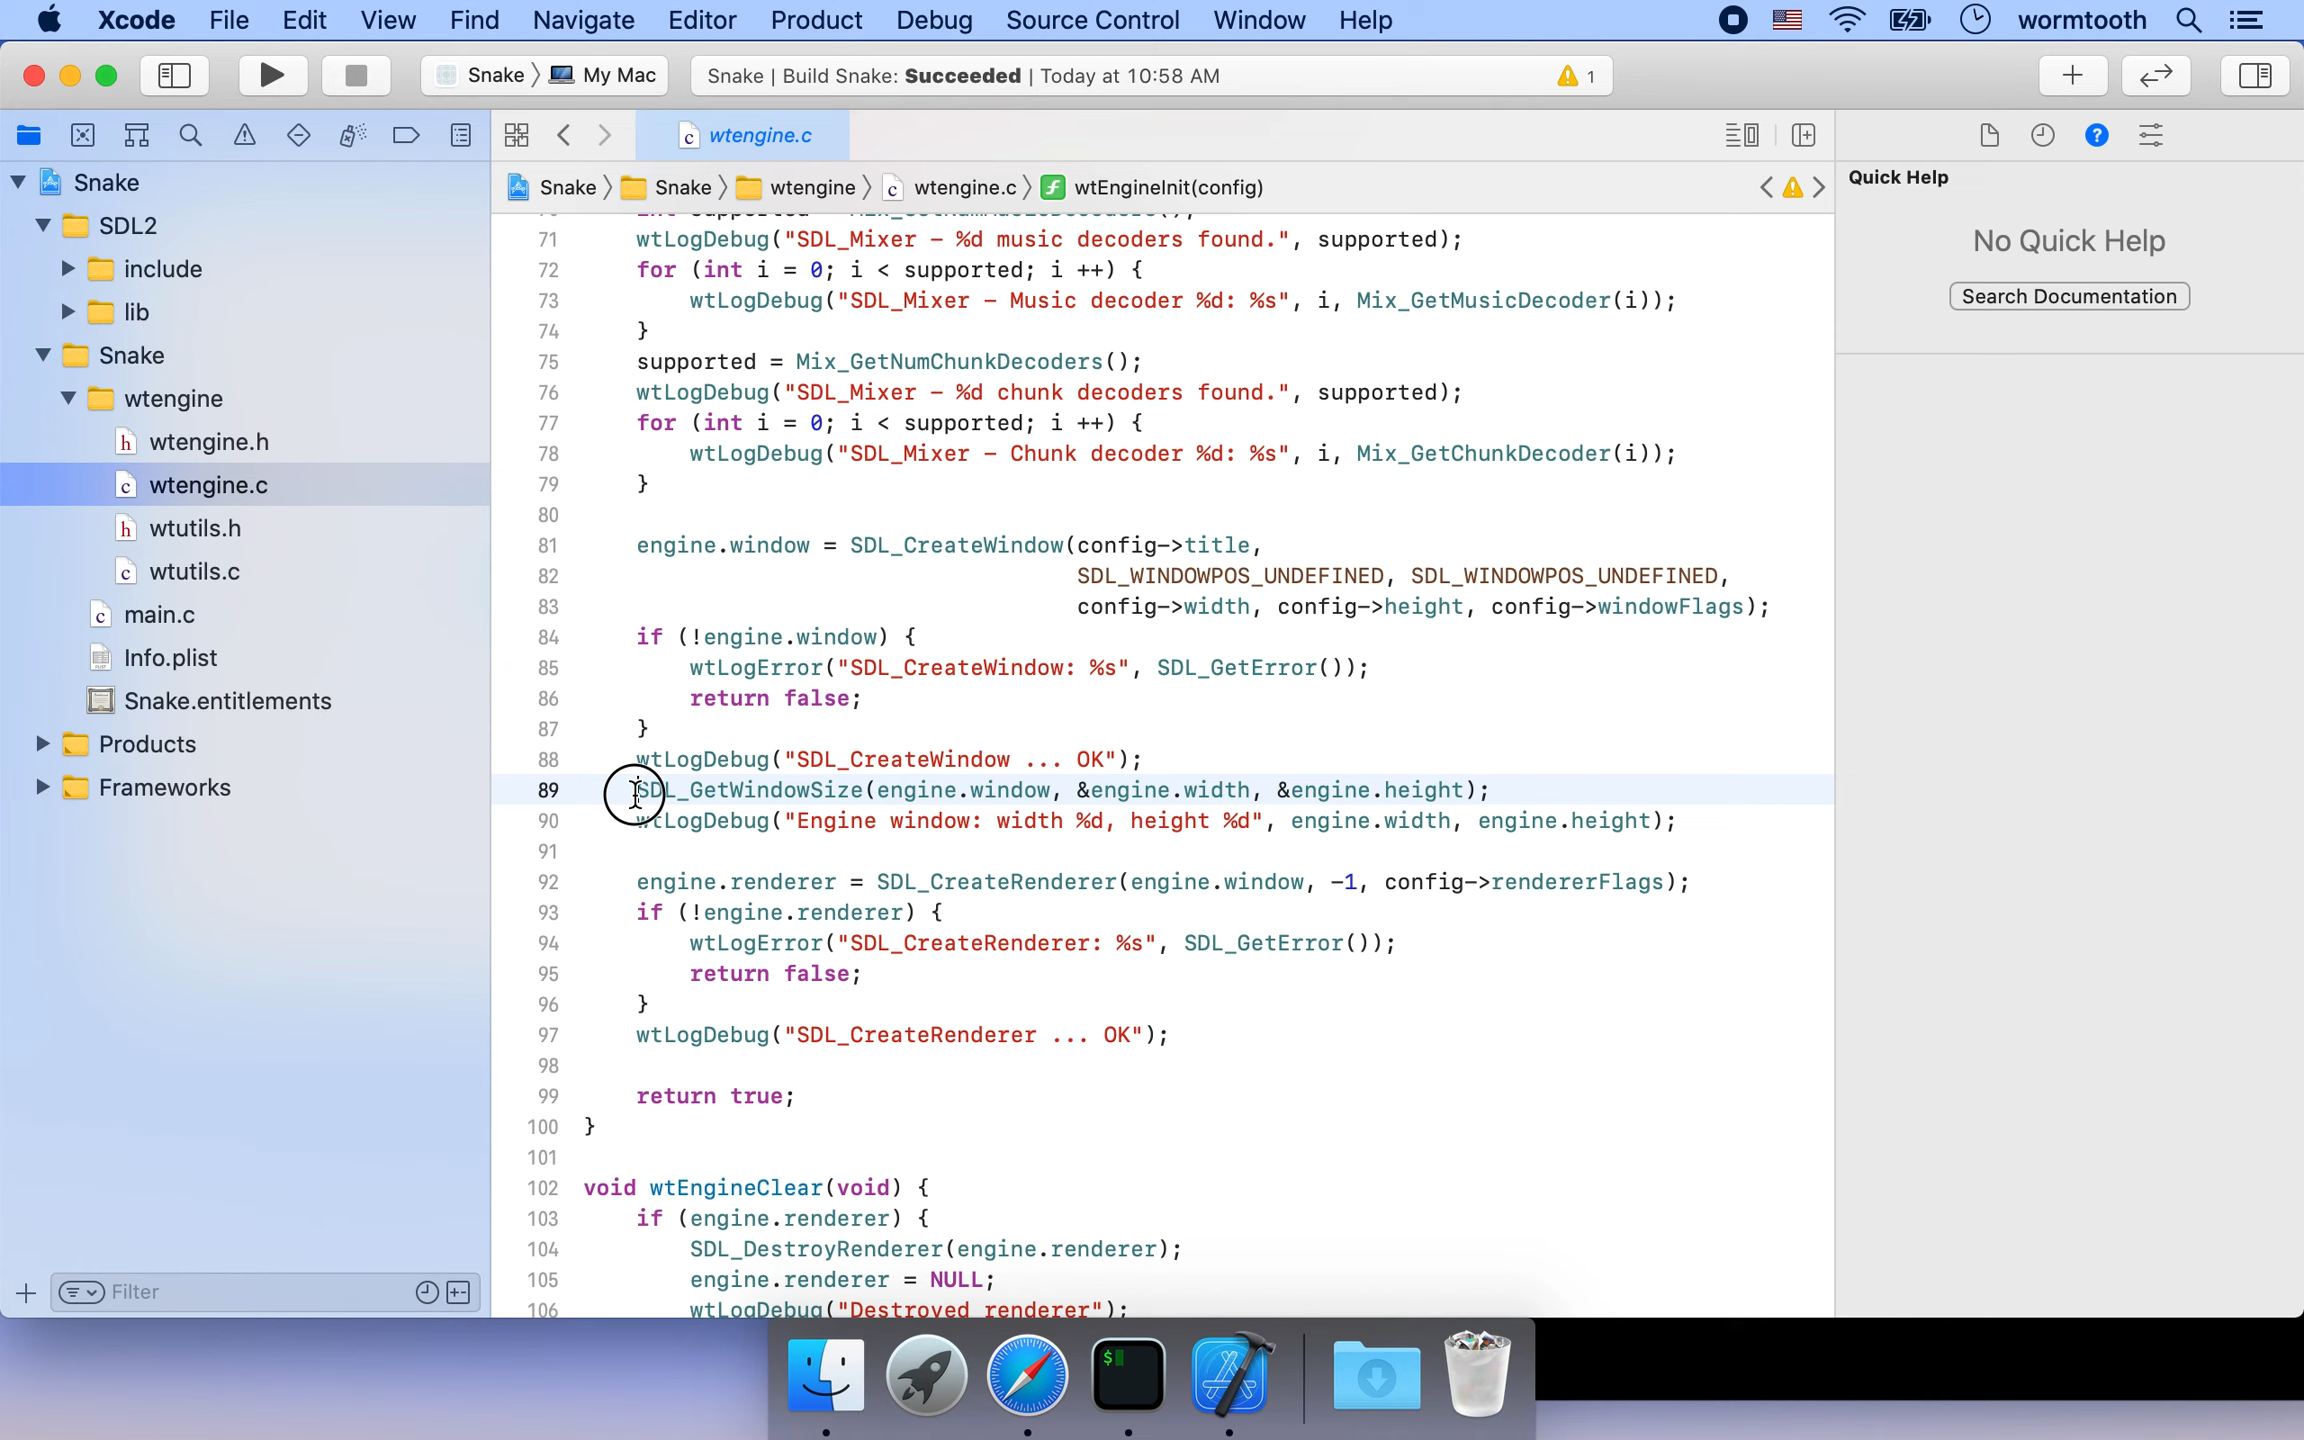 Xcode File Edit View Find Navigate Editor Product Debug Source Control Window Help wormtooth
Snake My Mac Snake | Build Snake: Succeeded | Today at 10:58 AM 1
wtengine.c
Snake Snake wtengine wtengine.c wtEngineInit(config)
Snake
SDL2
include
lib
Snake
wtengine
wtengine.h
wtengine.c
wtutils.h
wtutils.c
main.c
Info.plist
Snake.entitlements
Products
Frameworks
Filter
71 wtLogDebug("SDL_Mixer – %d music decoders found.", supported);
72 for (int i = 0; i < supported; i ++) {
73 wtLogDebug("SDL_Mixer – Music decoder %d: %s", i, Mix_GetMusicDecoder(i));
74 }
75 supported = Mix_GetNumChunkDecoders();
76 wtLogDebug("SDL_Mixer – %d chunk decoders found.", supported);
77 for (int i = 0; i < supported; i ++) {
78 wtLogDebug("SDL_Mixer – Chunk decoder %d: %s", i, Mix_GetChunkDecoder(i));
79 }
80
81 engine.window = SDL_CreateWindow(config->title,
82 SDL_WINDOWPOS_UNDEFINED, SDL_WINDOWPOS_UNDEFINED,
83 config->width, config->height, config->windowFlags);
84 if (!engine.window) {
85 wtLogError("SDL_CreateWindow: %s", SDL_GetError());
86 return false;
87 }
88 wtLogDebug("SDL_CreateWindow ... OK");
89 SDL_GetWindowSize(engine.window, &engine.width, &engine.height);
90 wtLogDebug("Engine window: width %d, height %d", engine.width, engine.height);
91
92 engine.renderer = SDL_CreateRenderer(engine.window, -1, config->rendererFlags);
93 if (!engine.renderer) {
94 wtLogError("SDL_CreateRenderer: %s", SDL_GetError());
95 return false;
96 }
97 wtLogDebug("SDL_CreateRenderer ... OK");
98
99 return true;
100 }
101
102 void wtEngineClear(void) {
103 if (engine.renderer) {
104 SDL_DestroyRenderer(engine.renderer);
105 engine.renderer = NULL;
106 wtLogDebug("Destroyed renderer");
Quick Help
No Quick Help
Search Documentation